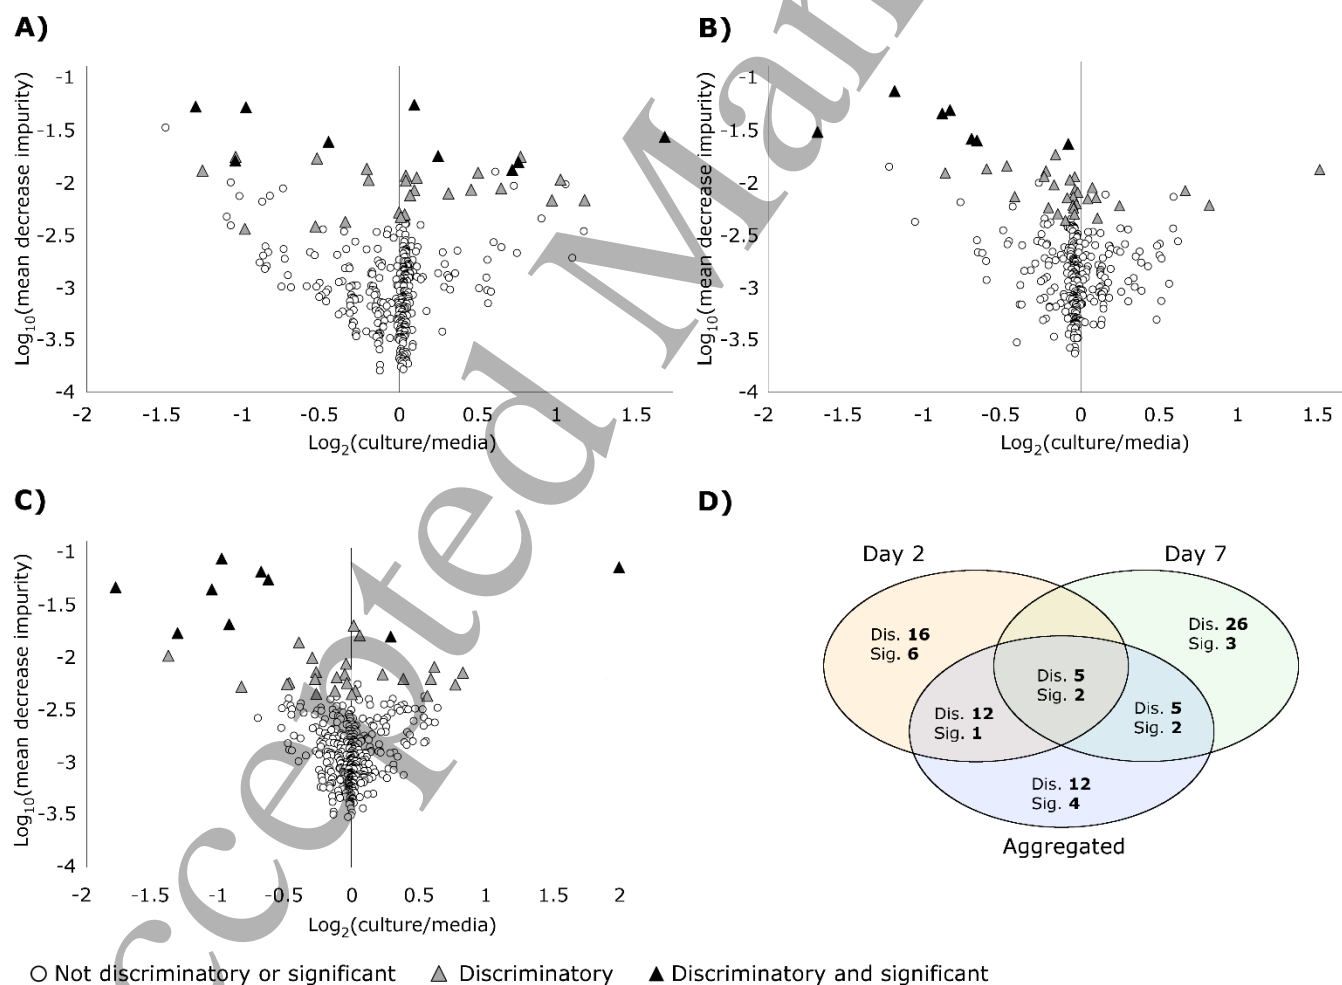 A)
Log10(mean decrease impurity)
-1
-1.5
-2
-2.5
-3
-3.5
-4
-2 -1.5 -1 -0.5 0 0.5 1 1.5
Log2(culture/media)
B)
Log10(mean decrease impurity)
-1
-1.5
-2
-2.5
-3
-3.5
-4
-2 -1.5 -1 -0.5 0 0.5 1 1.5
Log2(culture/media)
C)
Log10(mean decrease impurity)
-1
-1.5
-2
-2.5
-3
-3.5
-4
-2 -1.5 -1 -0.5 0 0.5 1 1.5 2
Log2(culture/media)
D)
Day 2 Day 7
Dis. 16
Sig. 6
Dis. 26
Sig. 3
Dis. 5
Sig. 2
Dis. 12
Sig. 1
Dis. 5
Sig. 2
Dis. 12
Sig. 4
Aggregated
Not discriminatory or significant Discriminatory Discriminatory and significant
ccepted Man